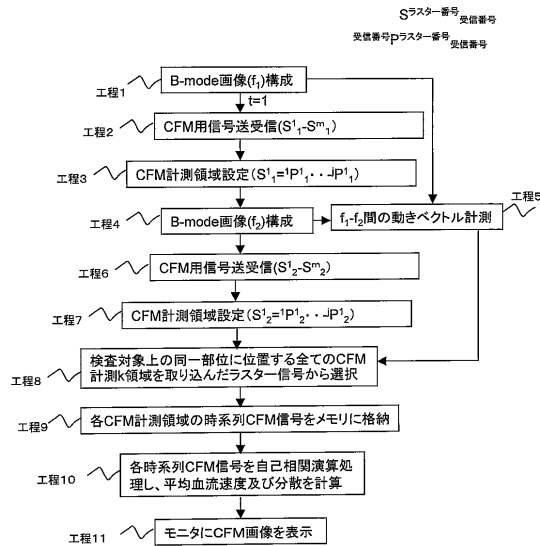 Sラスター番号受信番号
受信番号Pラスター番号受信番号
工程1
B-mode画像(f1)構成
t=1
工程2
CFM用信号送受信(S¹₁-Sᵐ₁)
工程3
CFM計測領域設定(S¹₁=¹P¹₁・・-ʲP¹₁)
工程4
B-mode画像(f2)構成
工程5
f1-f2間の動きベクトル計測
工程6
CFM用信号送受信(S¹₂-Sᵐ₂)
工程7
CFM計測領域設定(S¹₂=¹P¹₂・・-ʲP¹₂)
工程8
検査対象上の同一部位に位置する全てのCFM
計測k領域を取り込んだラスター信号から選択
工程9
各CFM計測領域の時系列CFM信号をメモリに格納
工程10
各時系列CFM信号を自己相関演算処
理し、平均血流速度及び分散を計算
工程11
モニタにCFM画像を表示